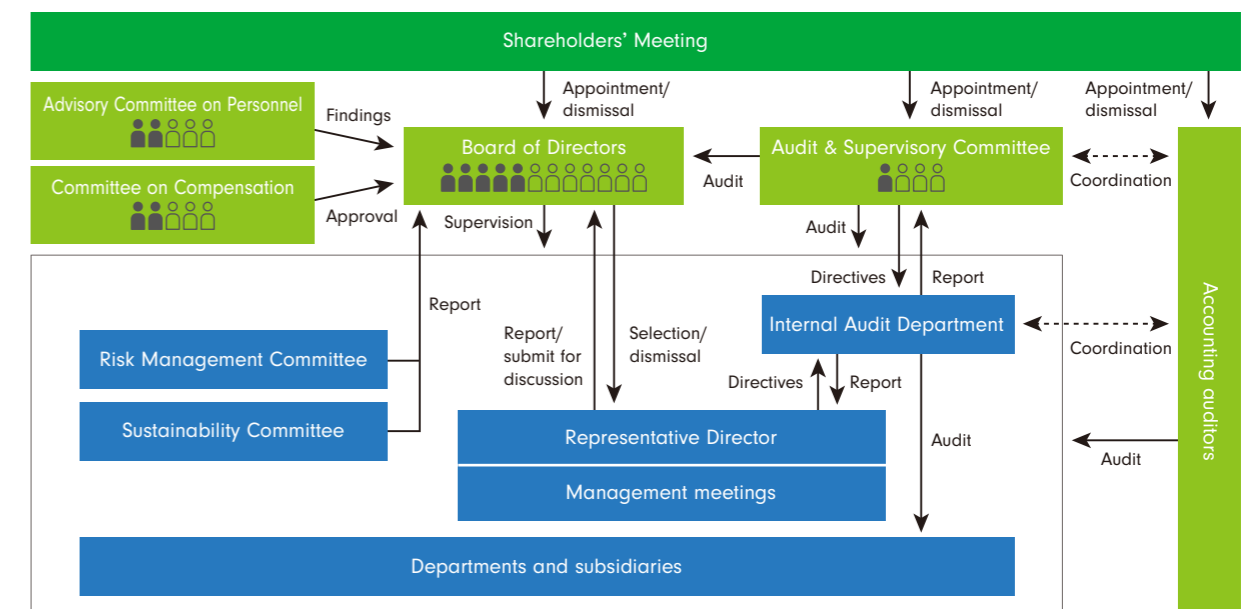 Shareholders' Meeting
Appointment/
dismissal
Appointment/
dismissal
Appointment/
dismissal
Advisory Committee on Personnel
Findings
Board of Directors
Audit & Supervisory Committee
Audit
Coordination
Committee on Compensation
Approval
Supervision
Audit
Directives
Report
Report
Internal Audit Department
Coordination
Accounting auditors
Risk Management Committee
Report/
submit for
discussion
Selection/
dismissal
Directives
Report
Sustainability Committee
Representative Director
Audit
Audit
Management meetings
Departments and subsidiaries